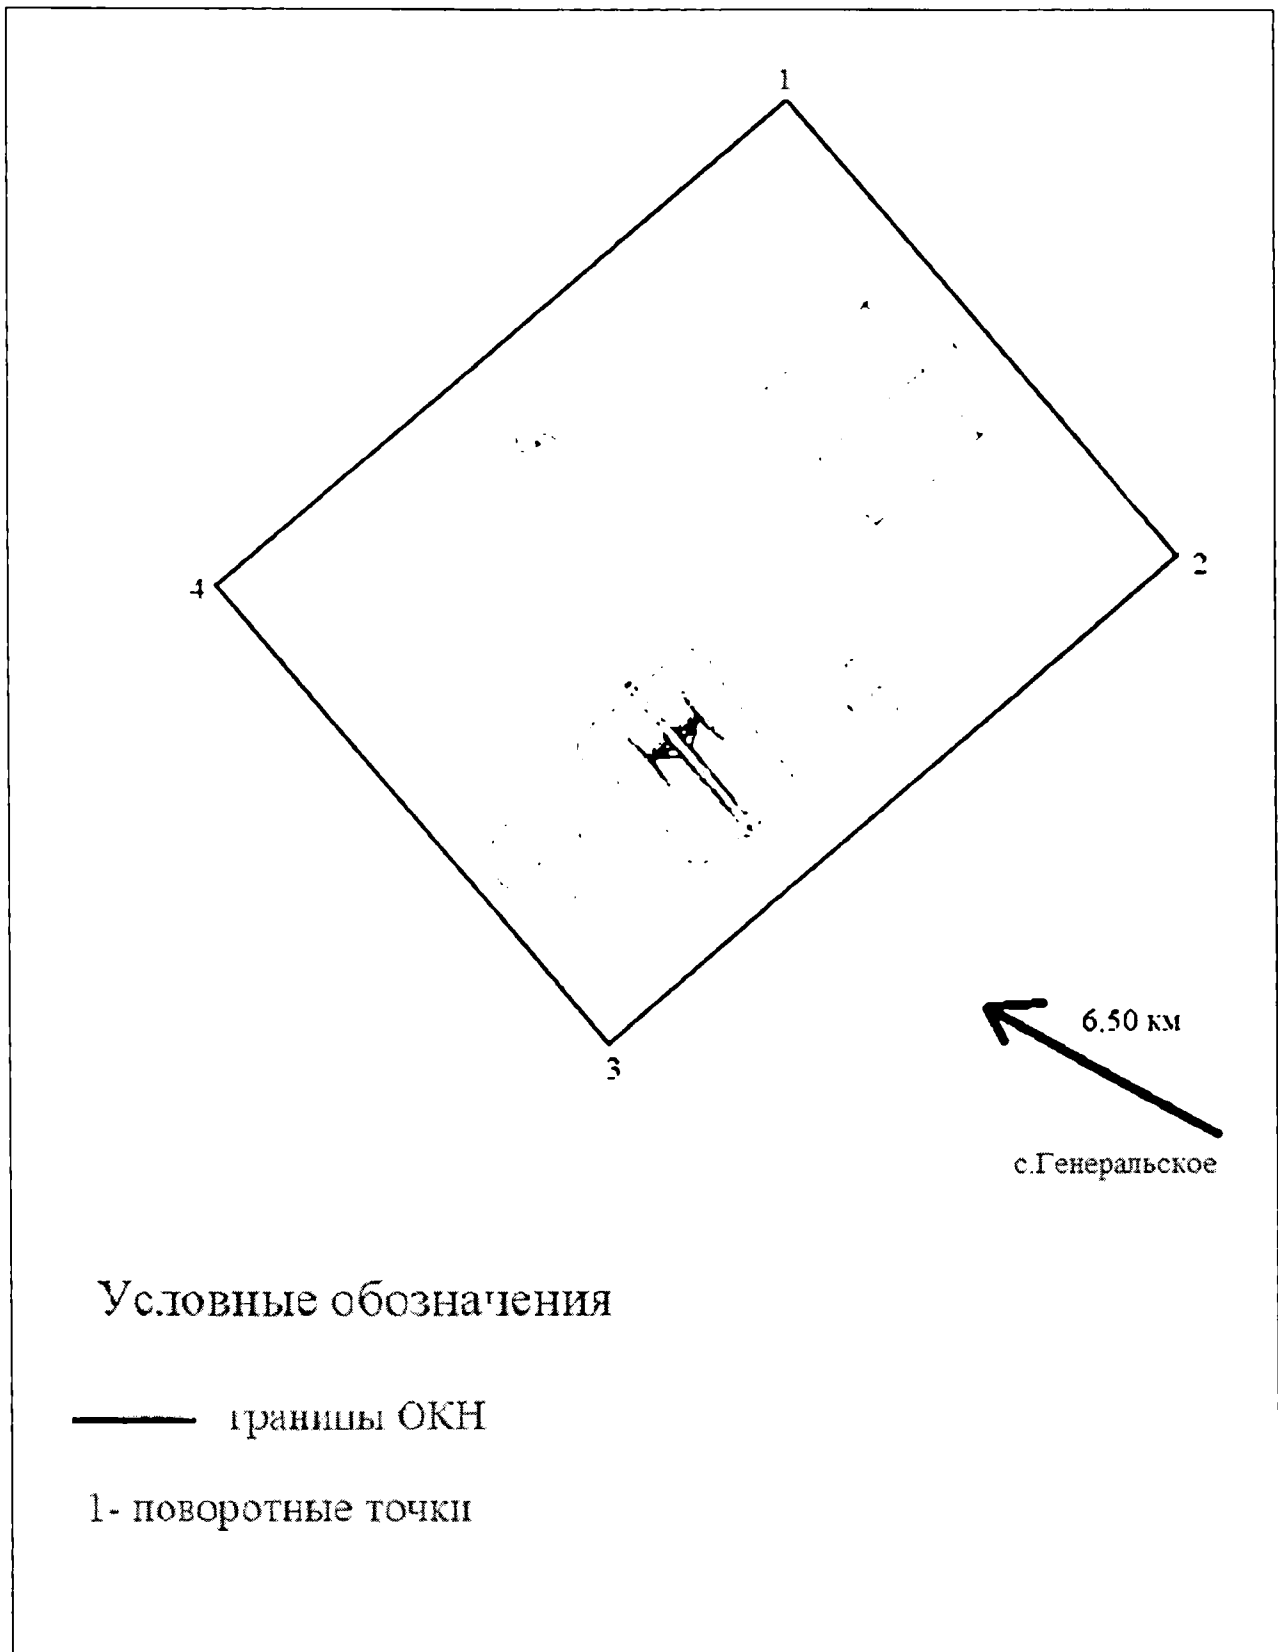 1
2
4
3
6.50 км
с.Генеральское
Условные обозначения
границы ОКН
1- поворотные точки